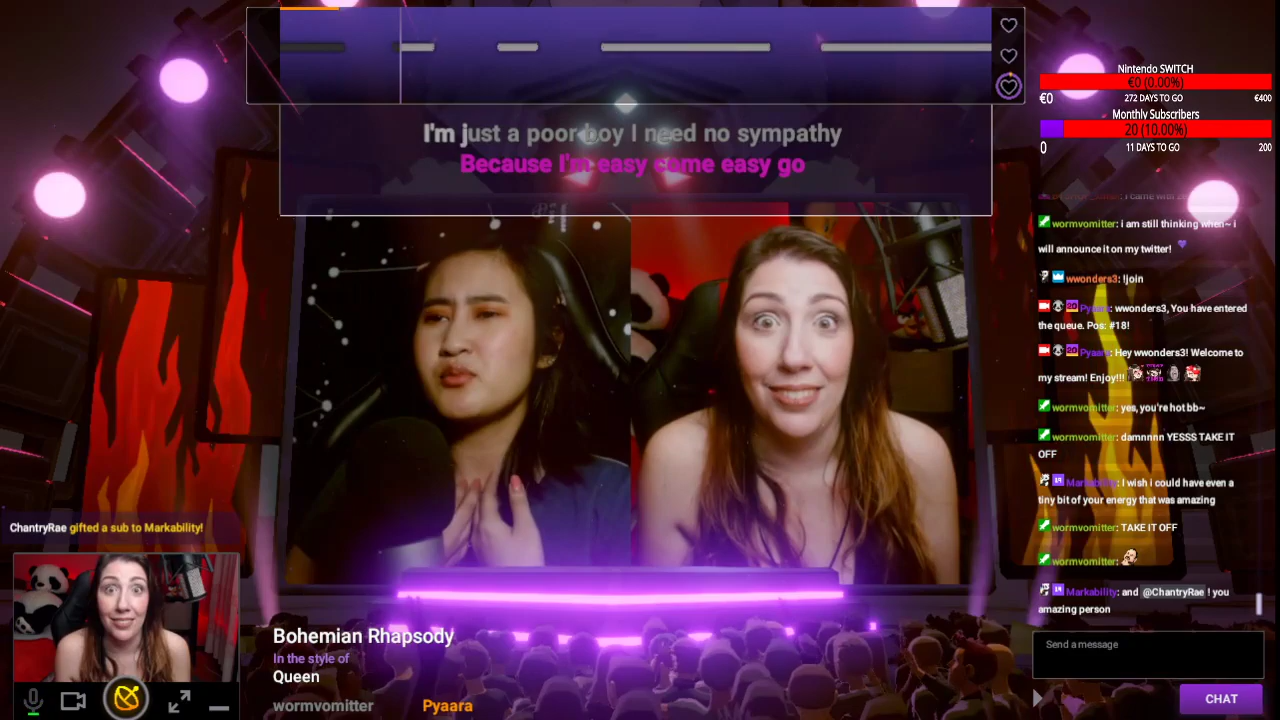 I'm just a poor boy I need no sympathy
Because I'm easy come easy go
Nintendo SWITCH
€0 (0.00%)
€0 272 DAYS TO GO €400
Monthly Subscribers
20 (10.00%)
0 11 DAYS TO GO 200
wormvomitter: i am still thinking when~ i
will announce it on my twitter!
wwonders3: !join
Pyaara: wwonders3, You have entered
the queue. Pos: #18!
Pyaara: Hey wwonders3! Welcome to
my stream! Enjoy!!!
wormvomitter: yes, you're hot bb~
wormvomitter: damnnnn YESSS TAKE IT
OFF
Markability: I wish i could have even a
tiny bit of your energy that was amazing
wormvomitter: TAKE IT OFF
wormvomitter:
Markability: and @ChantryRae ! you
amazing person
Send a message
CHAT
ChantryRae gifted a sub to Markability!
Bohemian Rhapsody
In the style of
Queen
wormvomitter Pyaara